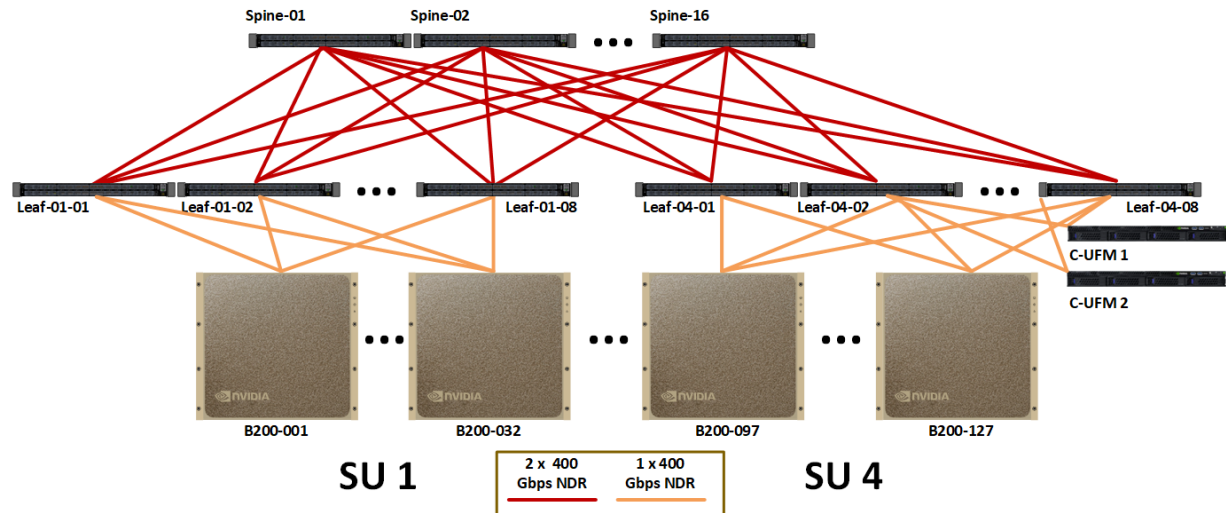 Spine-01
Spine-02
Spine-16
Leaf-01-01
Leaf-01-02
Leaf-01-08
Leaf-04-01
Leaf-04-02
Leaf-04-08
C-UFM 1
C-UFM 2
NVIDIA
NVIDIA
NVIDIA
NVIDIA
B200-001
B200-032
B200-097
B200-127
SU 1
SU 4
2 x 400
Gbps NDR
1 x 400
Gbps NDR